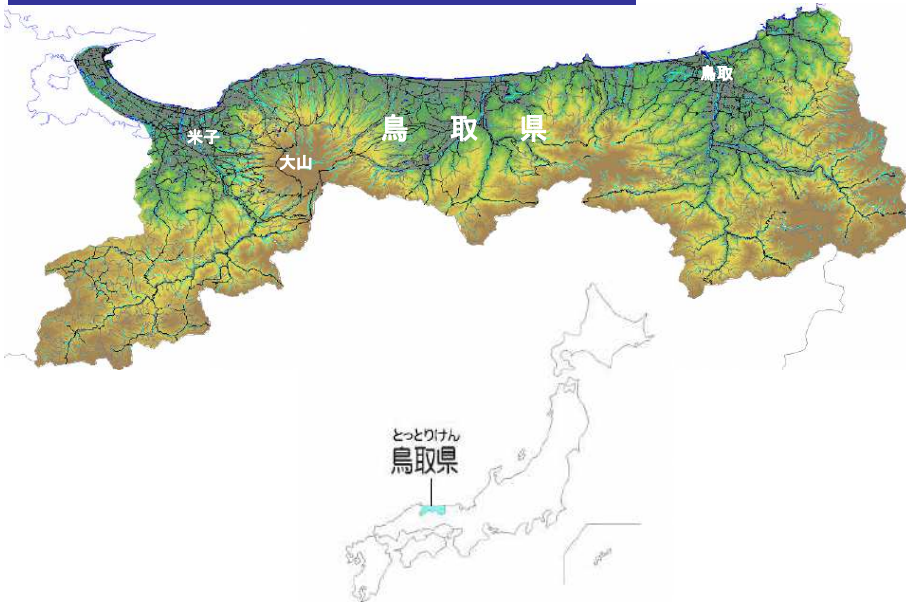 鳥取
米子
鳥取県
大山
とっとりけん
鳥取県